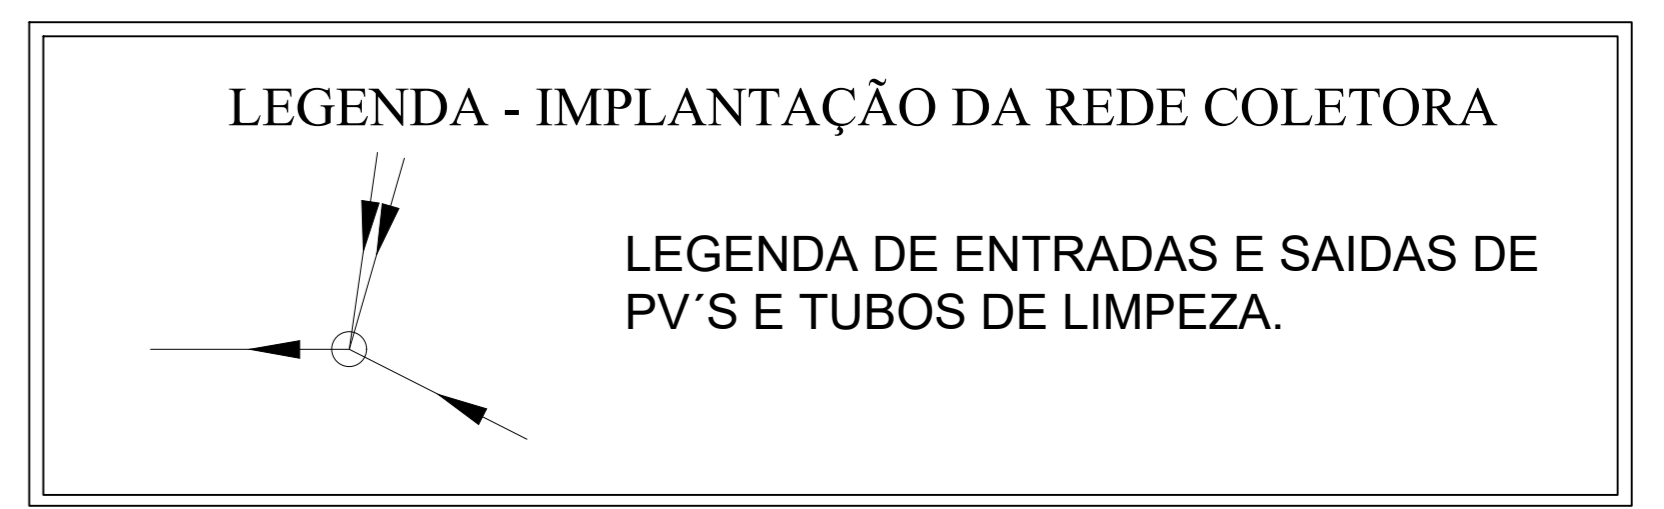 LEGENDA - IMPLANTAÇÃO DA REDE COLETORA
LEGENDA DE ENTRADAS E SAIDAS DE
PV´S E TUBOS DE LIMPEZA.